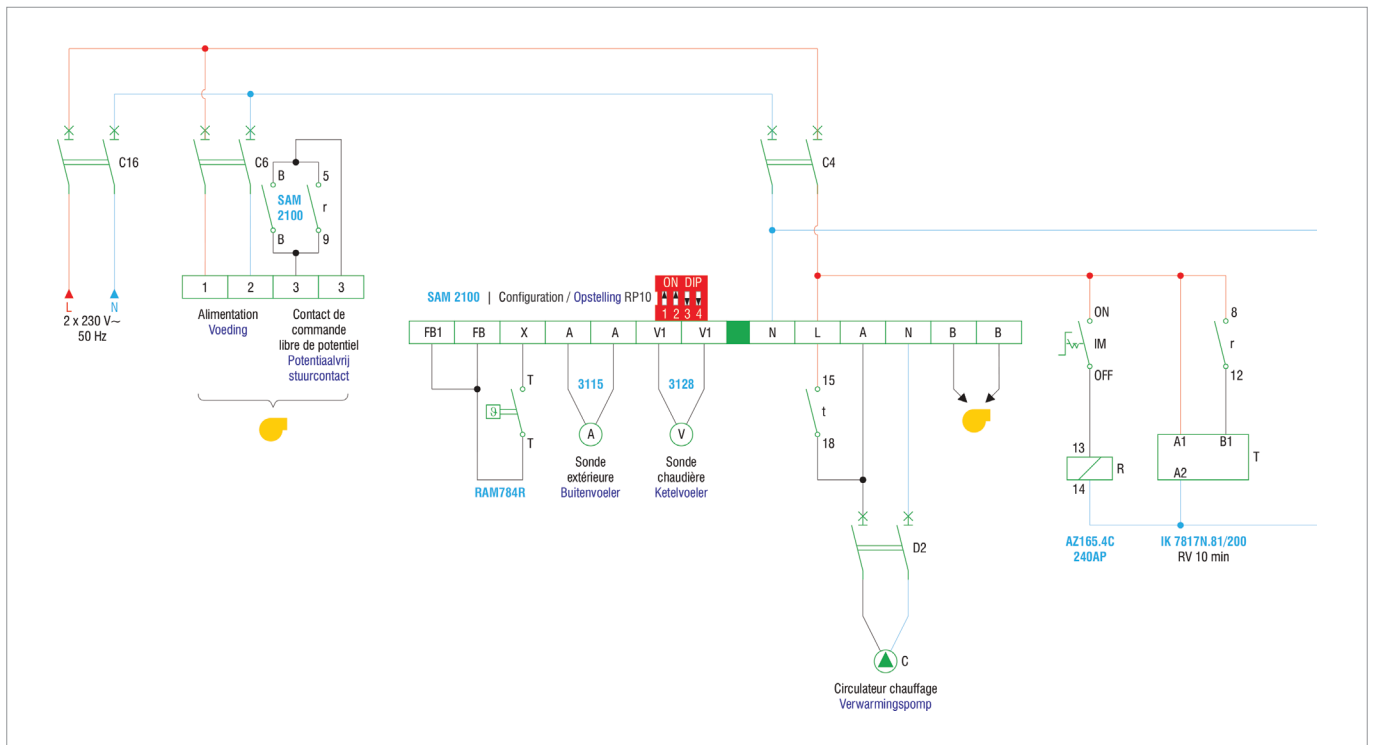 C16
C6
B
5
SAM
2100
r
B
9
C4
L
N
2 x 230 V~
50 Hz
1
2
3
3
Alimentation
Voeding
Contact de
commande
libre de potentiel
Potentiaalvrij
stuurcontact
SAM 2100 | Configuration / Opstelling RP10
ON DIP
1 2 3 4
FB1
FB
X
A
A
V1
V1
N
L
A
N
B
B
T
ϑ
T
RAM784R
3115
A
Sonde
extérieure
Buitenvoeler
3128
V
Sonde
chaudière
Ketelvoeler
15
t
18
D2
C
Circulateur chauffage
Verwarmingspomp
ON
IM
OFF
13
R
14
AZ165.4C
240AP
8
r
12
A1
B1
T
A2
IK 7817N.81/200
RV 10 min